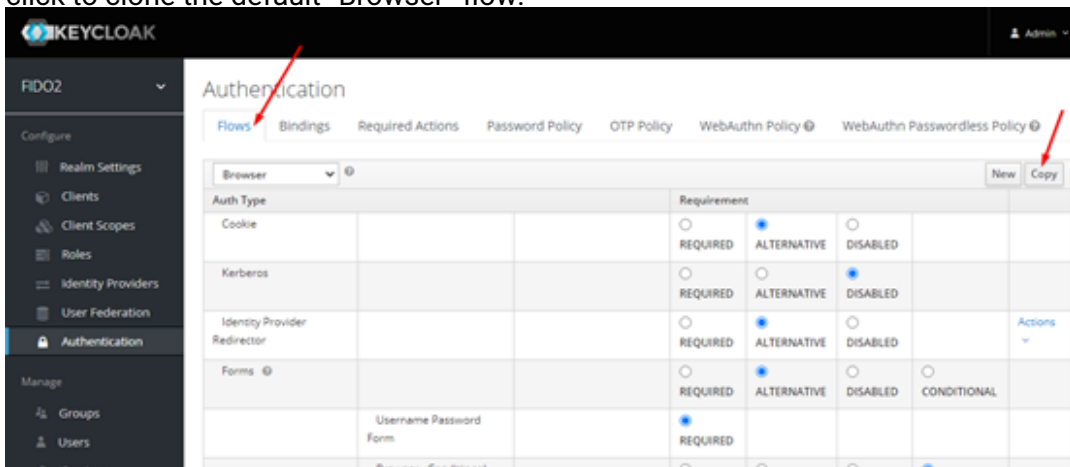 click to clone the default "Browser" flow.
KEYCLOAK
Admin
FIDO2
Authentication
Configure
Flows Bindings Required Actions Password Policy OTP Policy WebAuthn Policy WebAuthn Passwordless Policy
Realm Settings
Browser New Copy
Clients
Auth Type Requirement
Client Scopes
Cookie
REQUIRED ALTERNATIVE DISABLED
Roles
Kerberos
REQUIRED ALTERNATIVE DISABLED
Identity Providers
User Federation
Identity Provider Redirector
REQUIRED ALTERNATIVE DISABLED Actions
Authentication
Forms
REQUIRED ALTERNATIVE DISABLED CONDITIONAL
Manage
Groups
Username Password Form
REQUIRED
Users